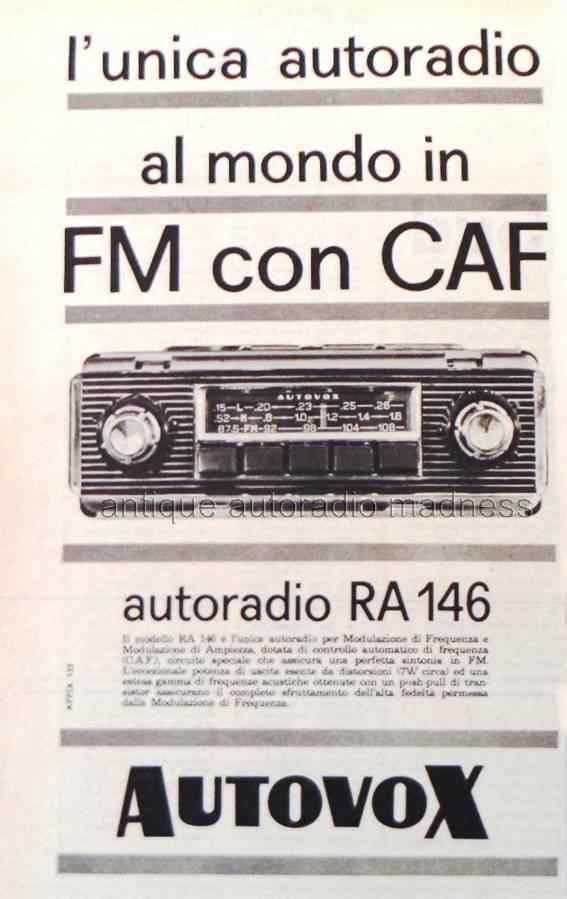 l'unica autoradio
al mondo in
FM con CAF
AUTOVOX
.15-L-.20-.23-.25-.26-
.52-M-.8-1.0-1.2-1.4-1.8
87.5-FM-92-98-104-108-
antique autoradio madness
autoradio RA 146
Il modello RA 146 è l'unica autoradio per Modulazione di Frequenza e
Modulazione di Ampiezza, dotata di controllo automatico di frequenza
(C.A.F.), circuito speciale che assicura una perfetta sintonia in FM.
L'eccezionale potenza di uscita esente da distorsioni (7W circa) ed una
estesa gamma di frequenze acustiche ottenute con un push-pull di tran-
sistor assicurano il completo sfruttamento dell'alta fedeltà permessa
dalla Modulazione di Frequenza.
AUTOVOX